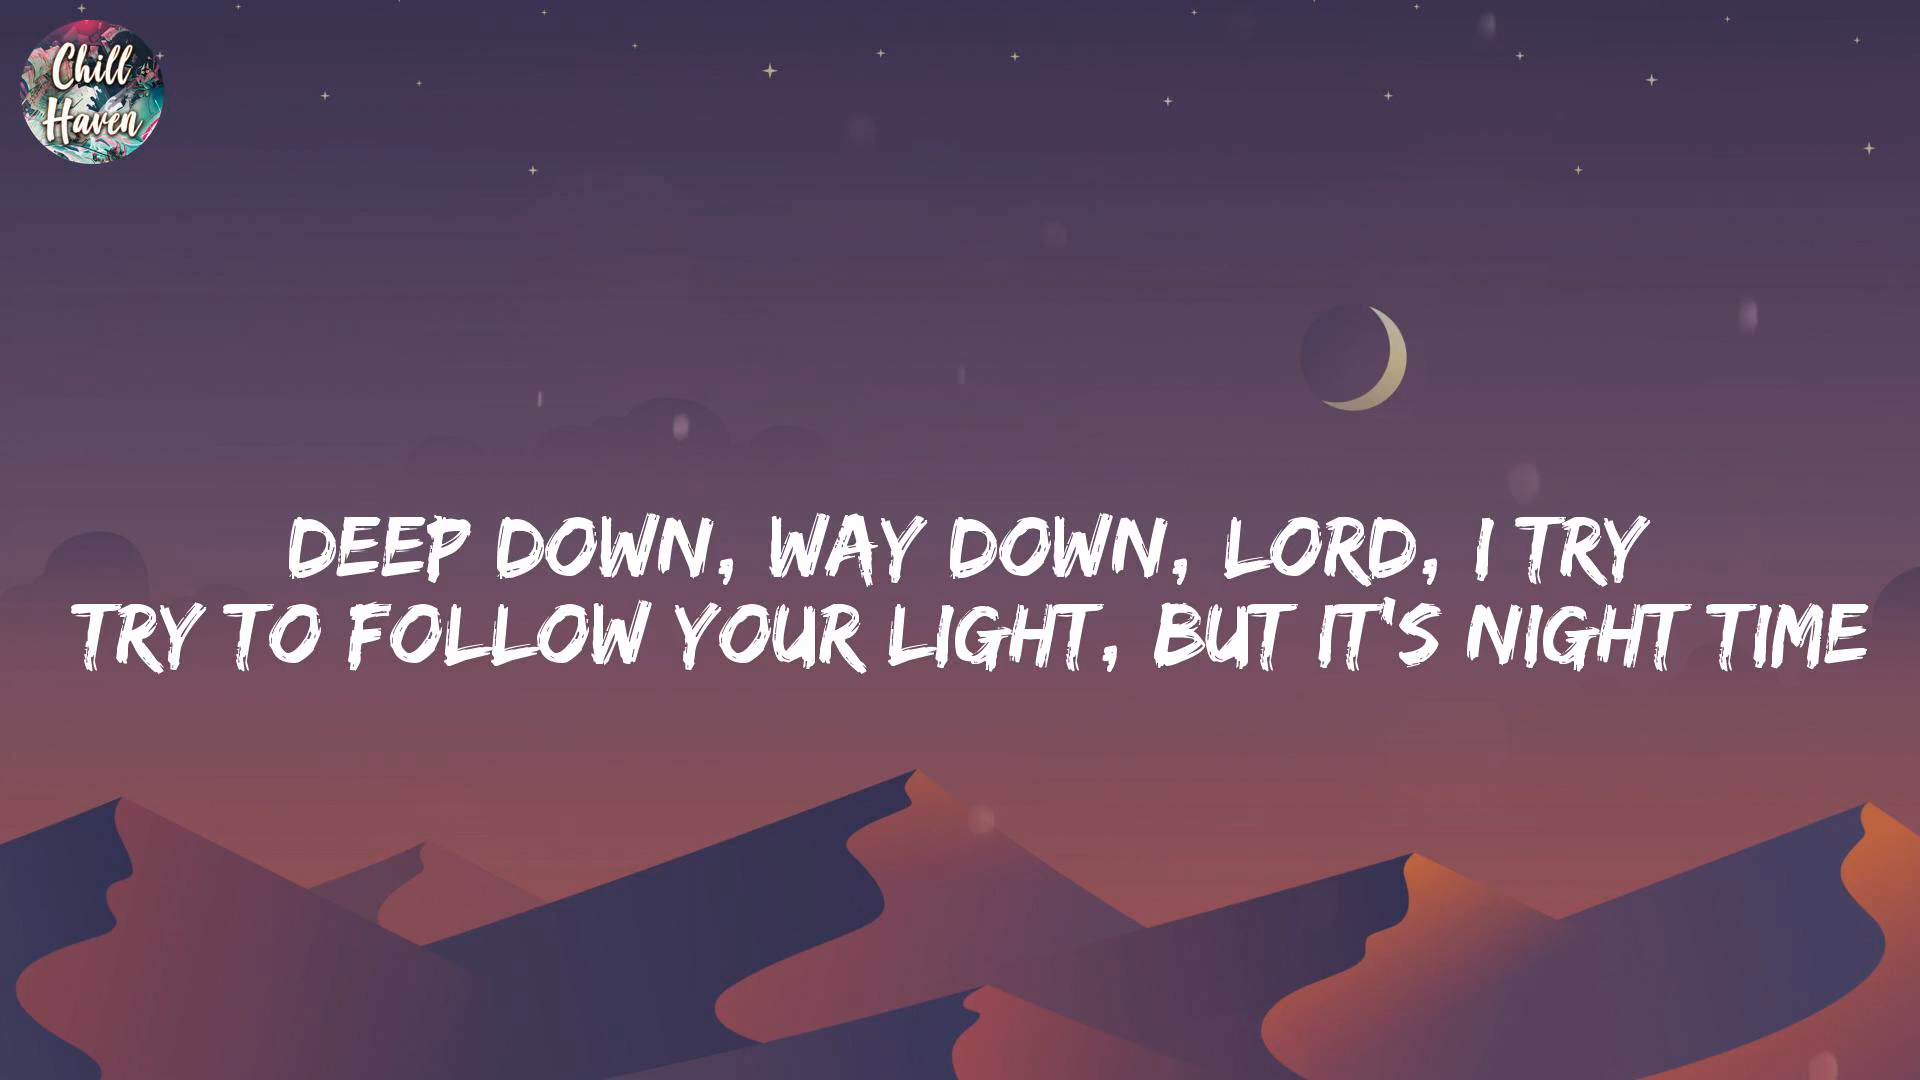 Chill
Haven
DEEP DOWN, WAY DOWN, LORD, I TRY
TRY TO FOLLOW YOUR LIGHT, BUT IT'S NIGHT TIME